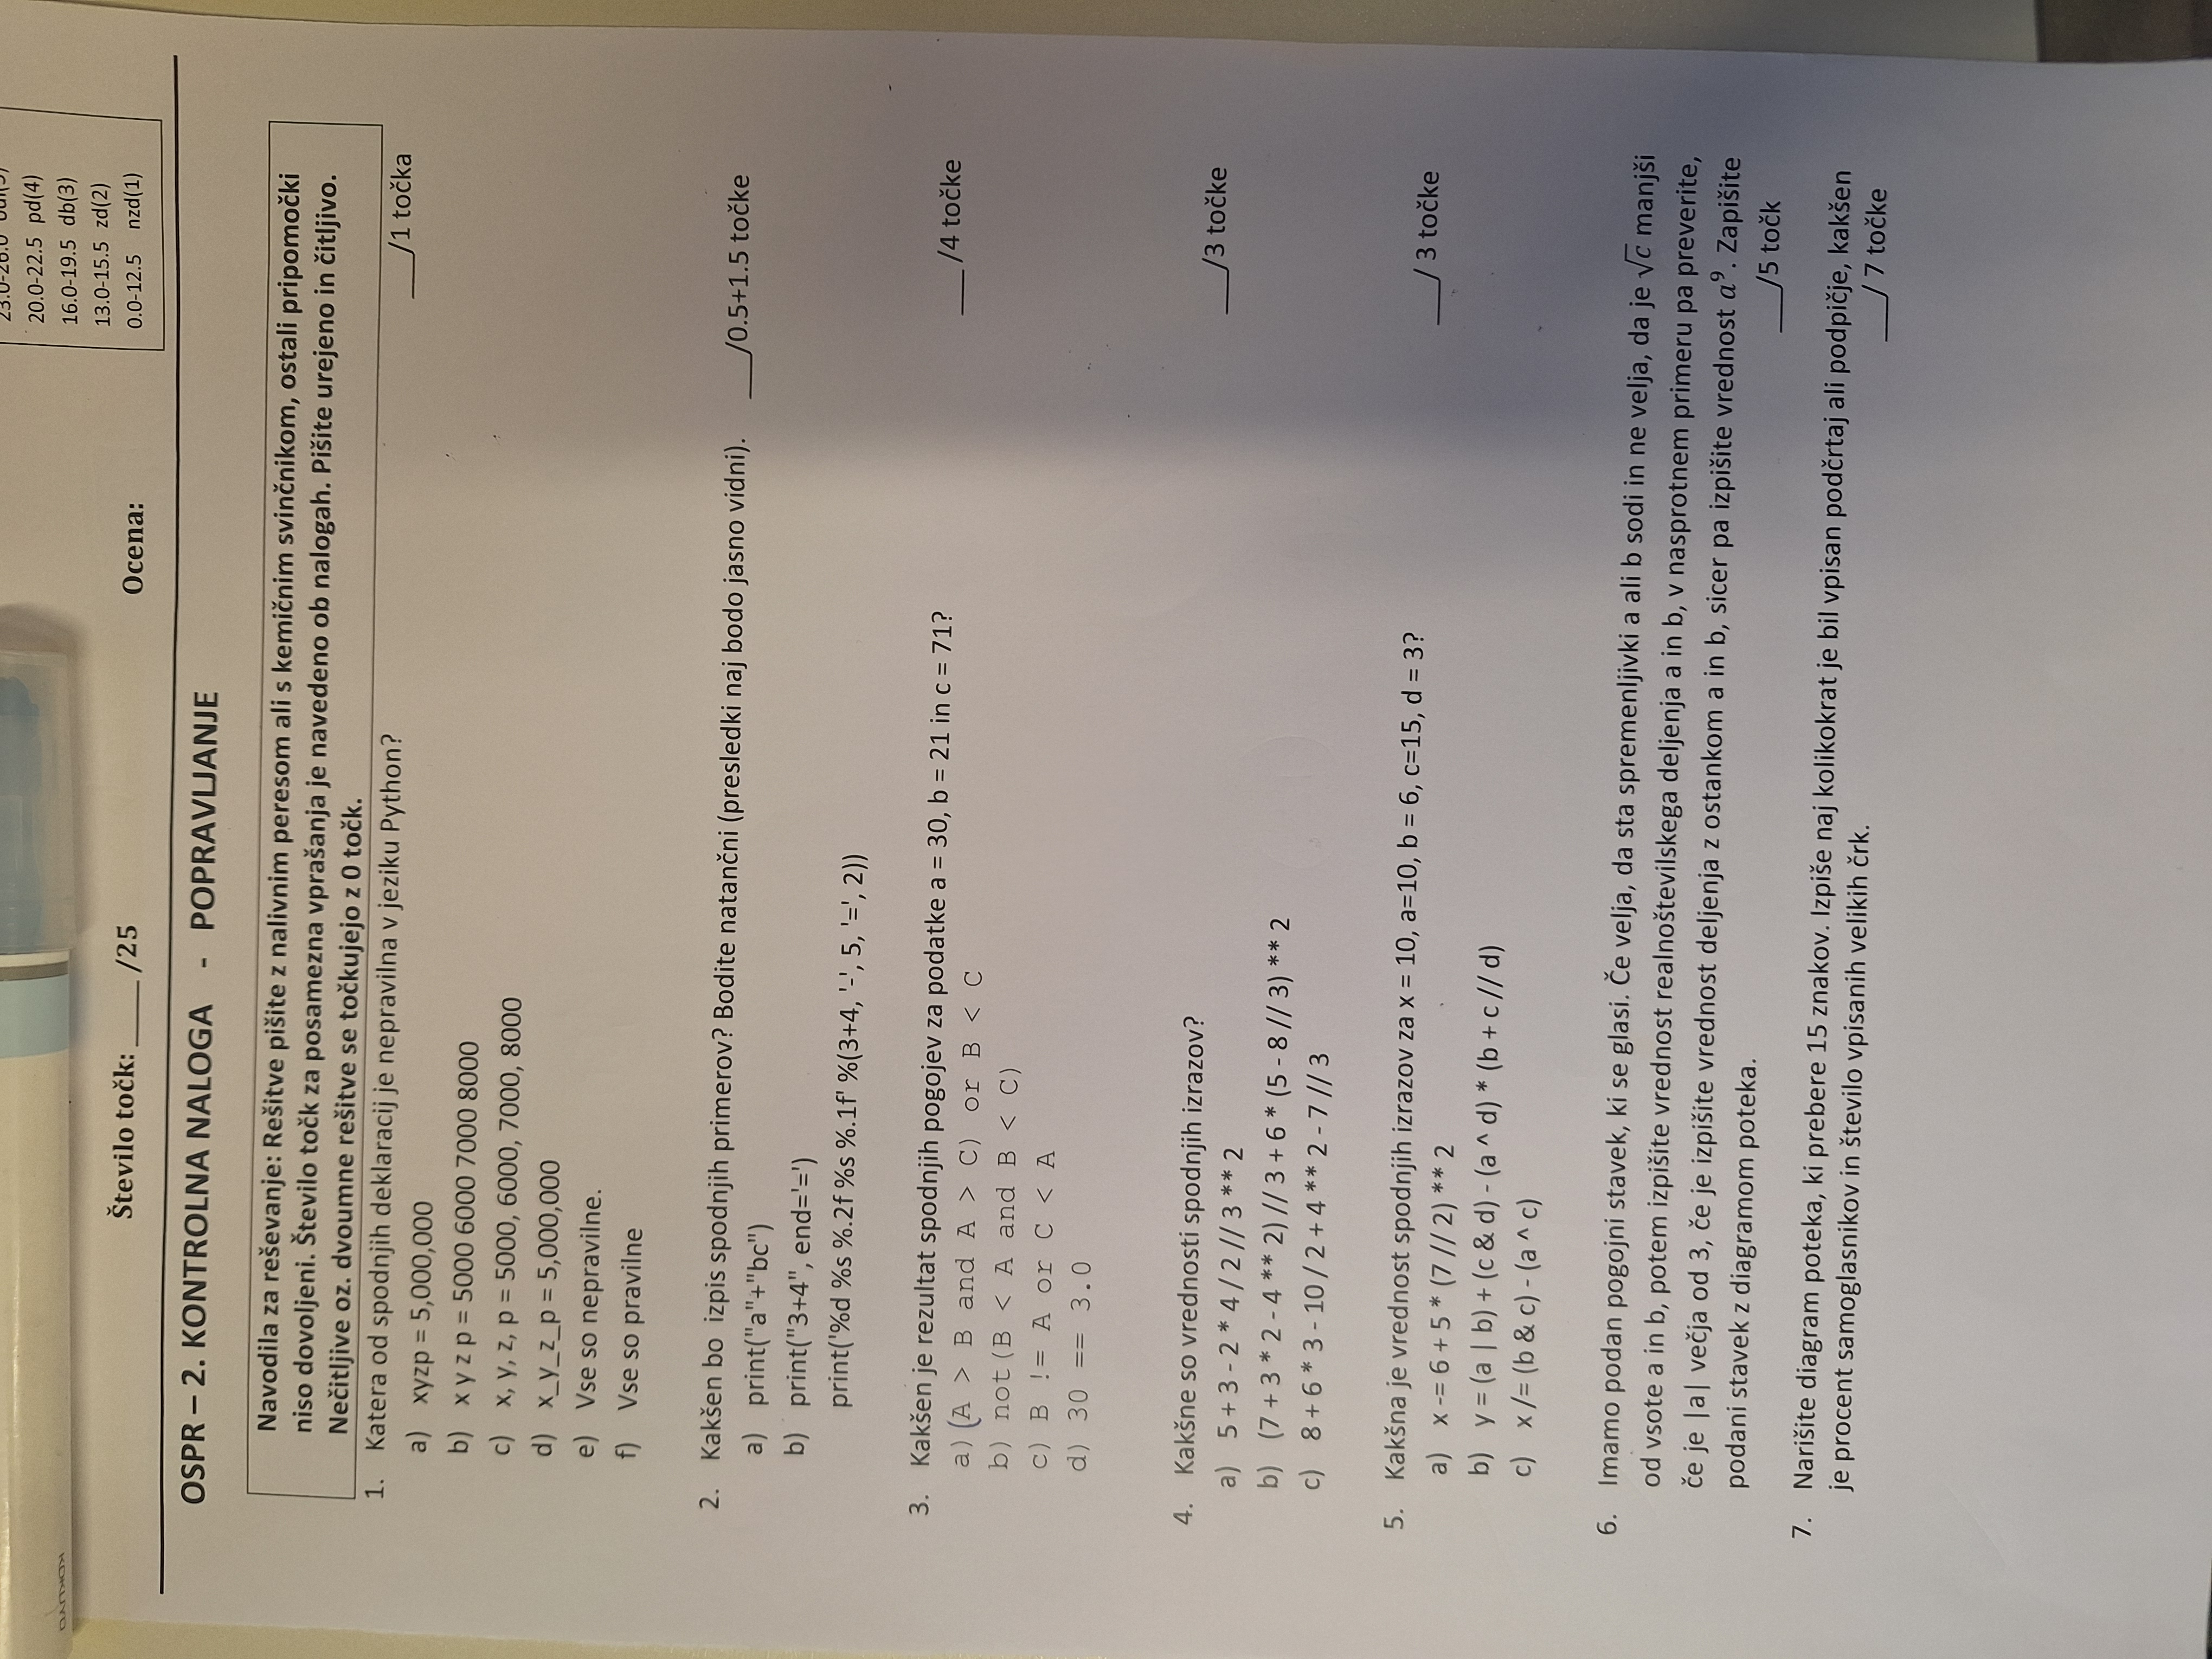 20.0-22.5 pd(4)
16.0-19.5 db(3)
13.0-15.5 zd(2)
0.0-12.5 nzd(1)
Število točk: _____ /25
Ocena:
OSPR – 2. KONTROLNA NALOGA - POPRAVLJANJE
Navodila za reševanje: Rešitve pišite z nalivnim peresom ali s kemičnim svinčnikom, ostali pripomočki
niso dovoljeni. Število točk za posamezna vprašanja je navedeno ob nalogah. Pišite urejeno in čitljivo.
Nečitljive oz. dvoumne rešitve se točkujejo z 0 točk.
1. Katera od spodnjih deklaracij je nepravilna v jeziku Python? ___/1 točka
a) xyzp = 5,000,000
b) x y z p = 5000 6000 7000 8000
c) x, y, z, p = 5000, 6000, 7000, 8000
d) x_y_z_p = 5,000,000
e) Vse so nepravilne.
f) Vse so pravilne
2. Kakšen bo izpis spodnjih primerov? Bodite natančni (presledki naj bodo jasno vidni). ___/0.5+1.5 točke
a) print("a"+"bc")
b) print("3+4", end='=')
print('%d %s %.2f %s %.1f' %(3+4, '-', 5, '=', 2))
3. Kakšen je rezultat spodnjih pogojev za podatke a = 30, b = 21 in c = 71? ___ /4 točke
a) (A > B and A > C) or B < C
b) not(B < A and B < C)
c) B != A or C < A
d) 30 == 3.0
4. Kakšne so vrednosti spodnjih izrazov? ___/3 točke
a) 5 + 3 - 2 * 4 / 2 // 3 ** 2
b) (7 + 3 * 2 - 4 ** 2) // 3 + 6 * (5 - 8 // 3) ** 2
c) 8 + 6 * 3 - 10 / 2 + 4 ** 2 - 7 // 3
5. Kakšna je vrednost spodnjih izrazov za x = 10, a=10, b = 6, c=15, d = 3? ___/ 3 točke
a) x -= 6 + 5 * (7 // 2) ** 2
b) y = (a | b) + (c & d) - (a ^ d) * (b + c // d)
c) x /= (b & c) - (a ^ c)
6. Imamo podan pogojni stavek, ki se glasi. Če velja, da sta spremenljivki a ali b sodi in ne velja, da je √c manjši
od vsote a in b, potem izpišite vrednost realnoštevilskega deljenja a in b, v nasprotnem primeru pa preverite,
če je |a| večja od 3, če je izpišite vrednost deljenja z ostankom a in b, sicer pa izpišite vrednost a⁹. Zapišite
podani stavek z diagramom poteka.
___/5 točk
7. Narišite diagram poteka, ki prebere 15 znakov. Izpiše naj kolikokrat je bil vpisan podčrtaj ali podpičje, kakšen
je procent samoglasnikov in število vpisanih velikih črk.
___/ 7 točke